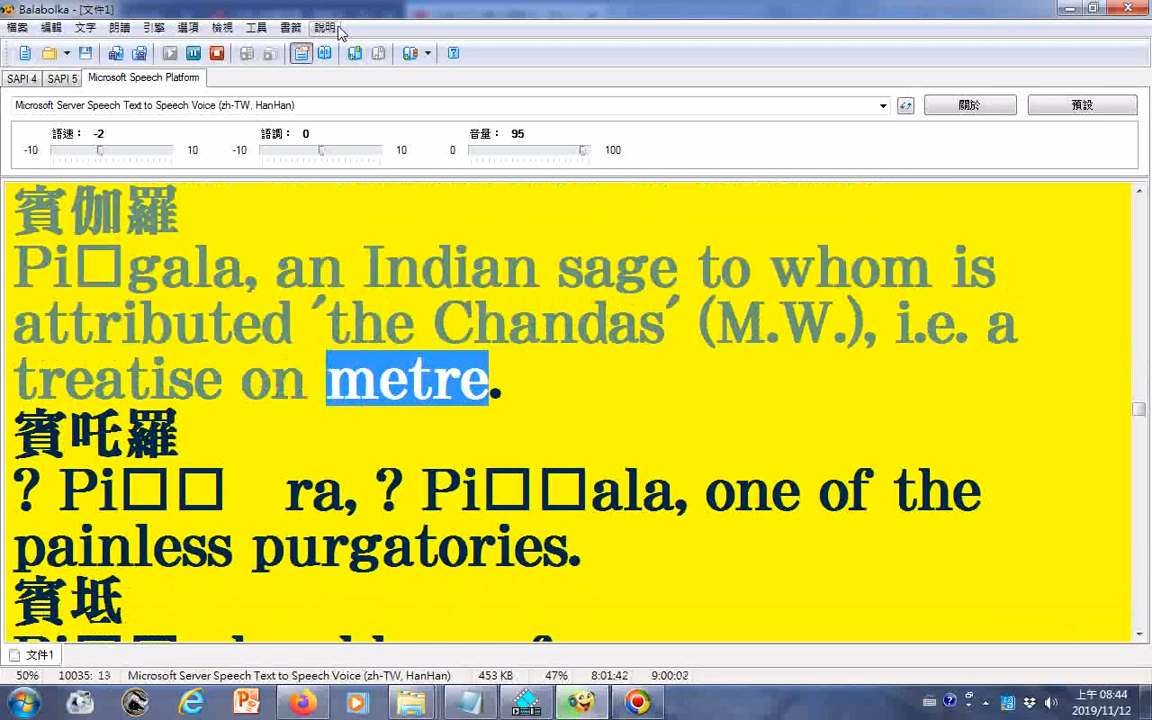 Balabolka - [文件1]
檔案 編輯 文字 朗讀 引擎 選項 檢視 工具 書籤 說明
SAPI 4 SAPI 5 Microsoft Speech Platform
Microsoft Server Speech Text to Speech Voice (zh-TW, HanHan) 關於 預設
語速： -2 語調： 0 音量： 95
-10 10 -10 10 0 100
賓伽羅
Pi□gala, an Indian sage to whom is
attributed 'the Chandas' (M.W.), i.e. a
treatise on metre.
賓吒羅
? Pi□□ ra, ? Pi□□ala, one of the
painless purgatories.
賓坻
文件1
50% 10035: 13 Microsoft Server Speech Text to Speech Voice (zh-TW, HanHan) 453 KB 47% 8:01:42 9:00:02
上午 08:44
2019/11/12